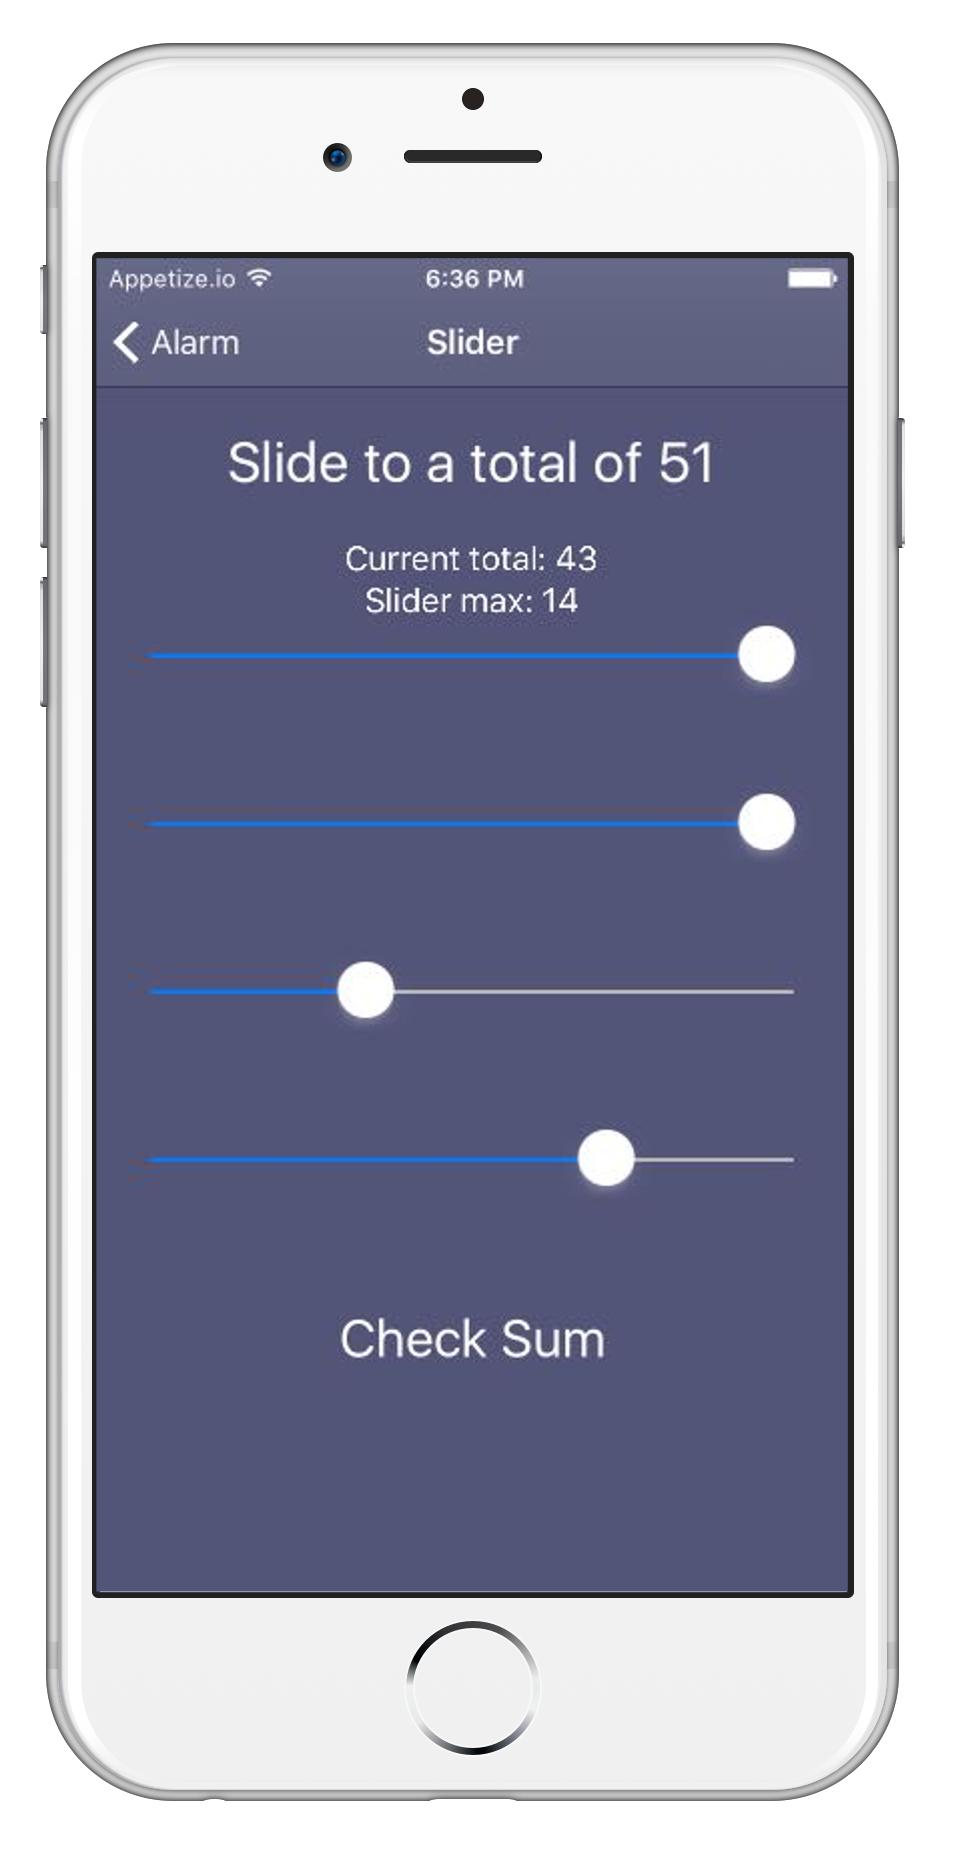 Appetize.io 6:36 PM
Alarm Slider
Slide to a total of 51
Current total: 43
Slider max: 14
Check Sum